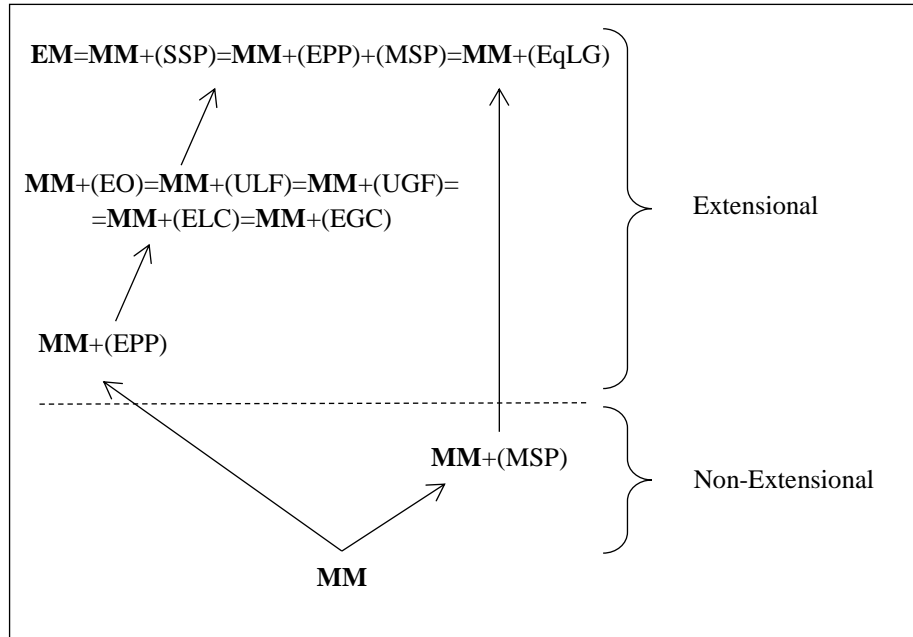 EM=MM+(SSP)=MM+(EPP)+(MSP)=MM+(EqLG)
MM+(EO)=MM+(ULF)=MM+(UGF)=
=MM+(ELC)=MM+(EGC)
Extensional
MM+(EPP)
MM+(MSP)
Non-Extensional
MM